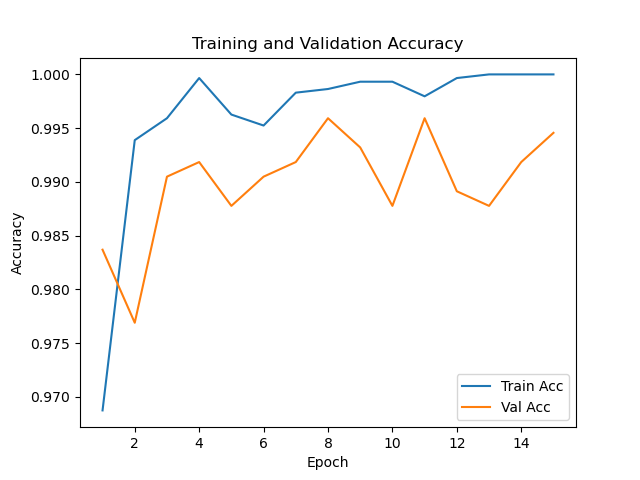 Training and Validation Accuracy
1.000
0.995
0.990
0.985
0.980
0.975
0.970
Accuracy
Train Acc
Val Acc
2 4 6 8 10 12 14
Epoch